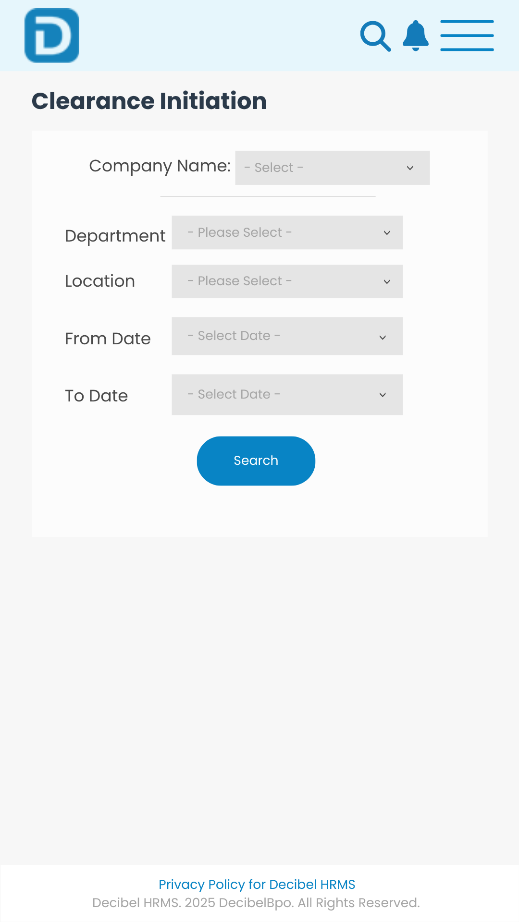 D
Clearance Initiation
Company Name: - Select -
Department - Please Select -
Location - Please Select -
From Date - Select Date -
To Date - Select Date -
Search
Privacy Policy for Decibel HRMS
Decibel HRMS. 2025 DecibelBpo. All Rights Reserved.